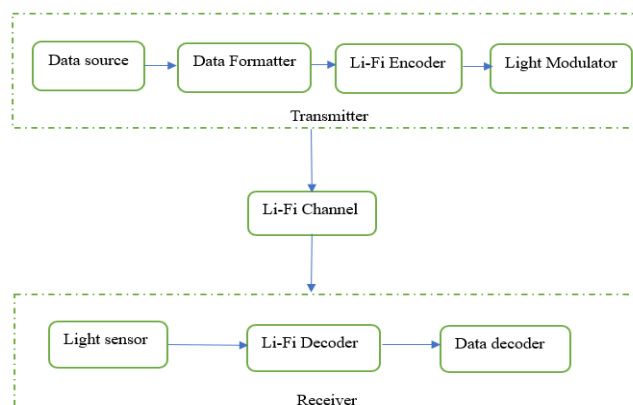 Data source
Data Formatter
Li-Fi Encoder
Light Modulator
Transmitter
Li-Fi Channel
Light sensor
Li-Fi Decoder
Data decoder
Receiver